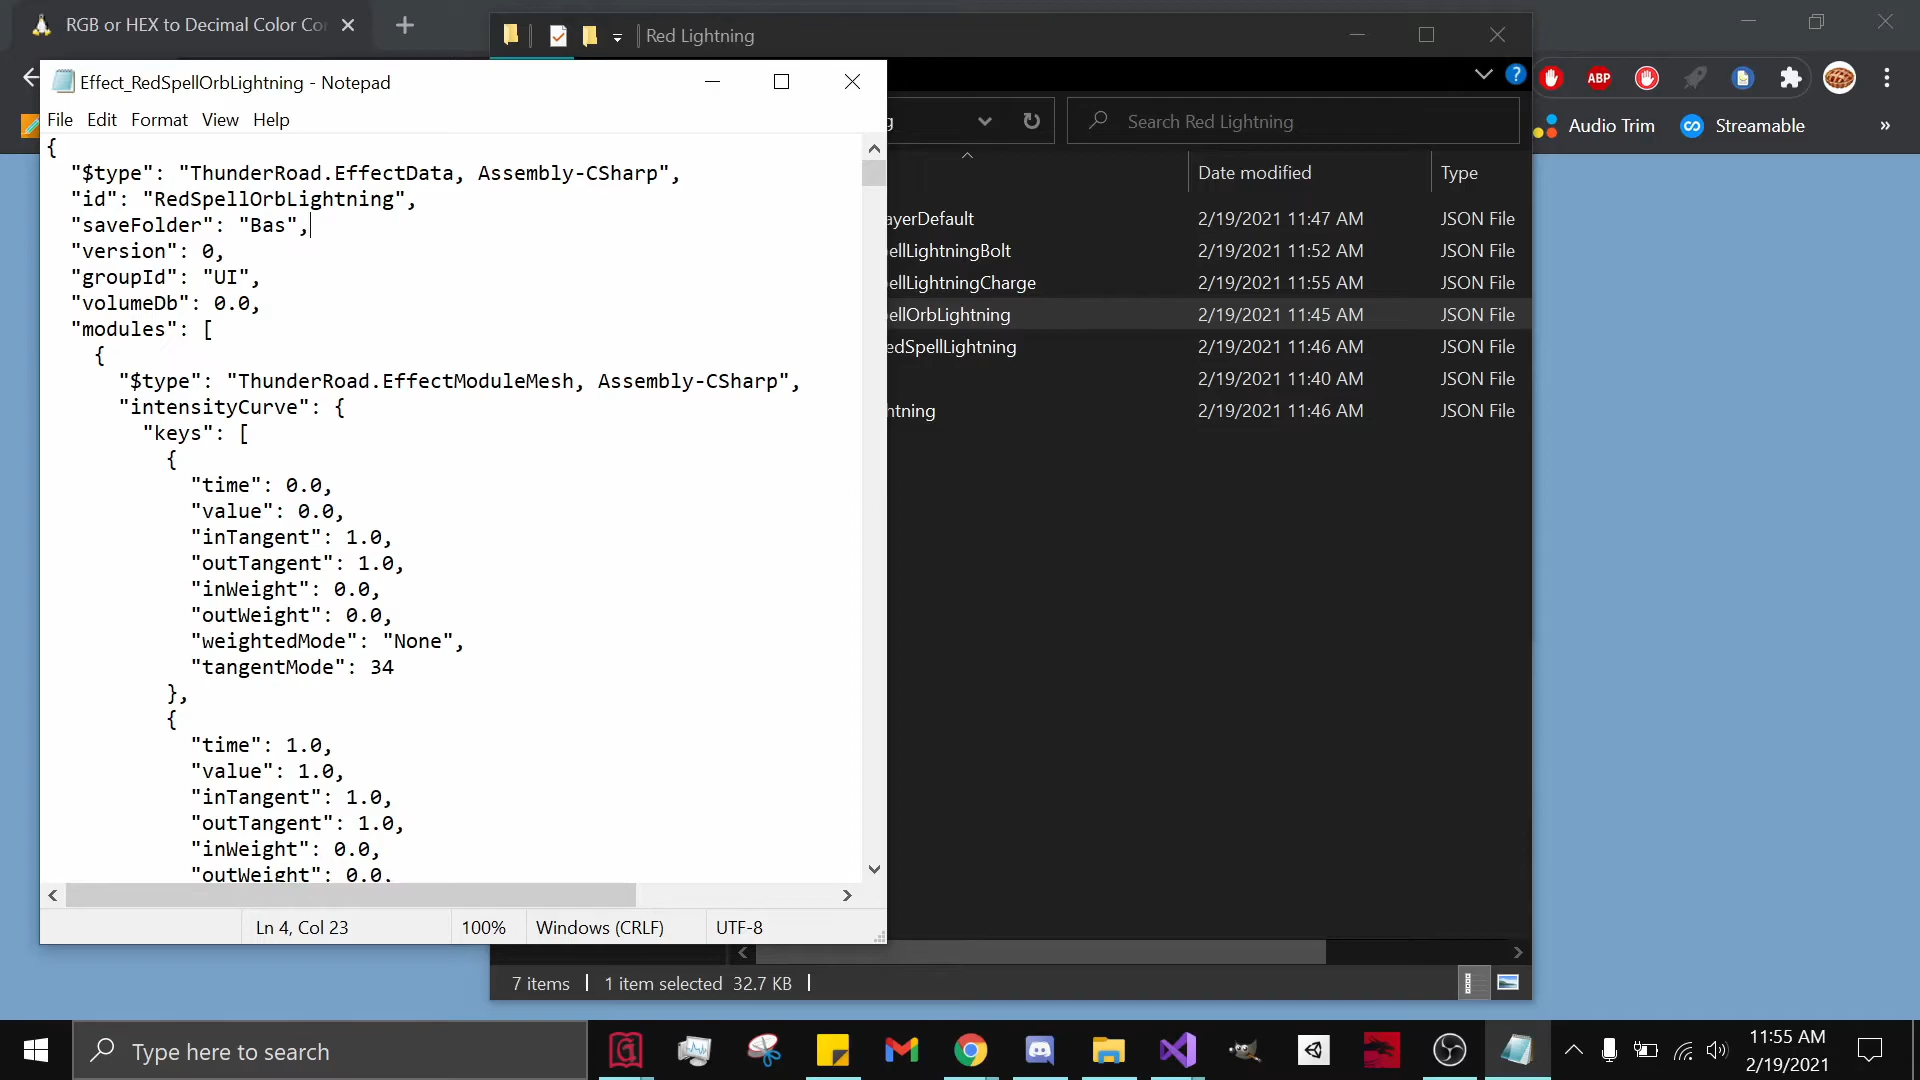 RGB or HEX to Decimal Color Co
Red Lightning
Effect_RedSpellOrbLightning - Notepad
File Edit Format View Help
Search Red Lightning
ABP
Audio Trim
Streamable
{
"$type": "ThunderRoad.EffectData, Assembly-CSharp",
"id": "RedSpellOrbLightning",
"saveFolder": "Bas",
"version": 0,
"groupId": "UI",
"volumeDb": 0.0,
"modules": [
{
"$type": "ThunderRoad.EffectModuleMesh, Assembly-CSharp",
"intensityCurve": {
"keys": [
{
"time": 0.0,
"value": 0.0,
"inTangent": 1.0,
"outTangent": 1.0,
"inWeight": 0.0,
"outWeight": 0.0,
"weightedMode": "None",
"tangentMode": 34
},
{
"time": 1.0,
"value": 1.0,
"inTangent": 1.0,
"outTangent": 1.0,
"inWeight": 0.0,
"outWeight": 0.0,
Ln 4, Col 23
100%
Windows (CRLF)
UTF-8
Date modified
Type
ayerDefault 2/19/2021 11:47 AM JSON File
ellLightningBolt 2/19/2021 11:52 AM JSON File
ellLightningCharge 2/19/2021 11:55 AM JSON File
ellOrbLightning 2/19/2021 11:45 AM JSON File
edSpellLightning 2/19/2021 11:46 AM JSON File
2/19/2021 11:40 AM JSON File
htning 2/19/2021 11:46 AM JSON File
7 items
1 item selected 32.7 KB
Type here to search
11:55 AM
2/19/2021